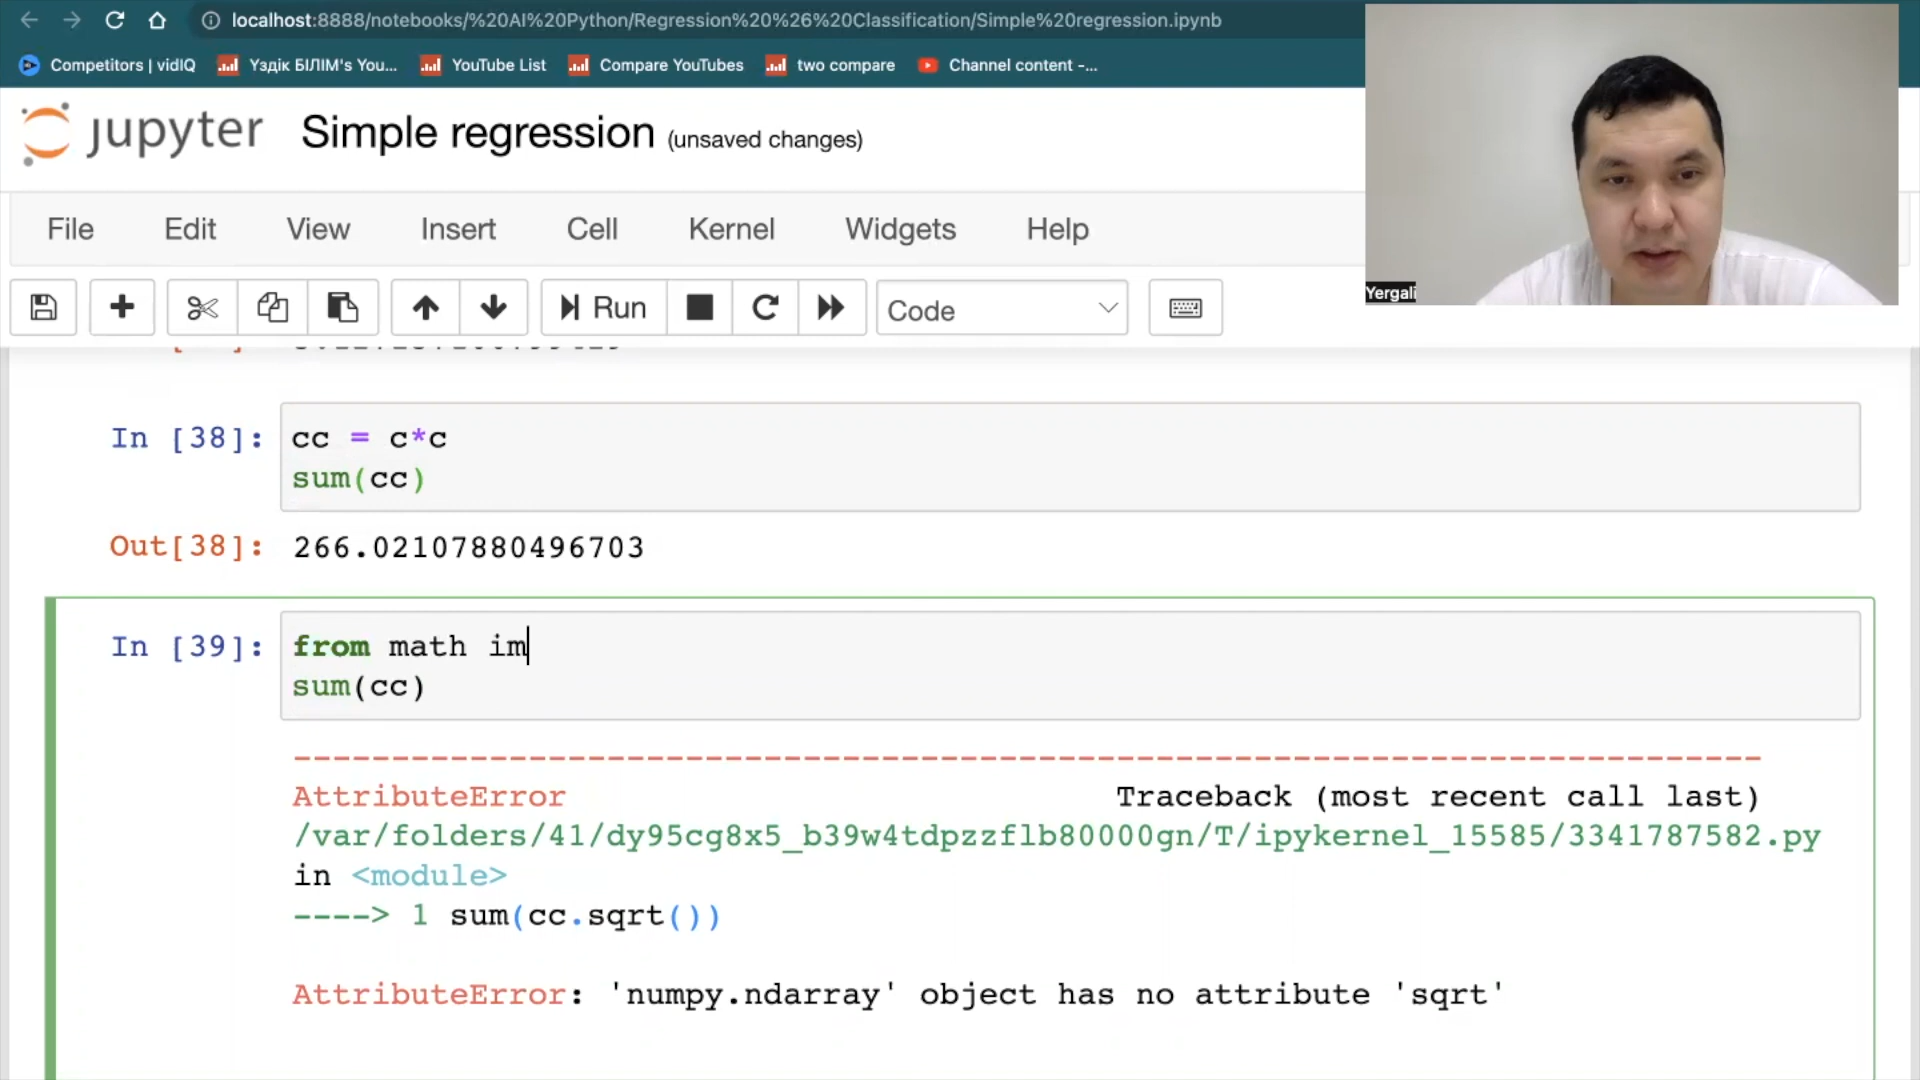 localhost:8888/notebooks/%20AI%20Python/Regression%20%26%20Classification/Simple%20regression.ipynb
Competitors | vidIQ
Үздік БІЛІМ's You...
YouTube List
Compare YouTubes
two compare
Channel content -...
jupyter
Simple regression (unsaved changes)
Yergali
File
Edit
View
Insert
Cell
Kernel
Widgets
Help
Run
Code
In [38]: cc = c*c
sum(cc)
Out[38]: 266.02107880496703
In [39]: from math im
sum(cc)
---------------------------------------------------------------------------
AttributeError Traceback (most recent call last)
/var/folders/41/dy95cg8x5_b39w4tdpzzflb80000gn/T/ipykernel_15585/3341787582.py
in <module>
----> 1 sum(cc.sqrt())
AttributeError: 'numpy.ndarray' object has no attribute 'sqrt'